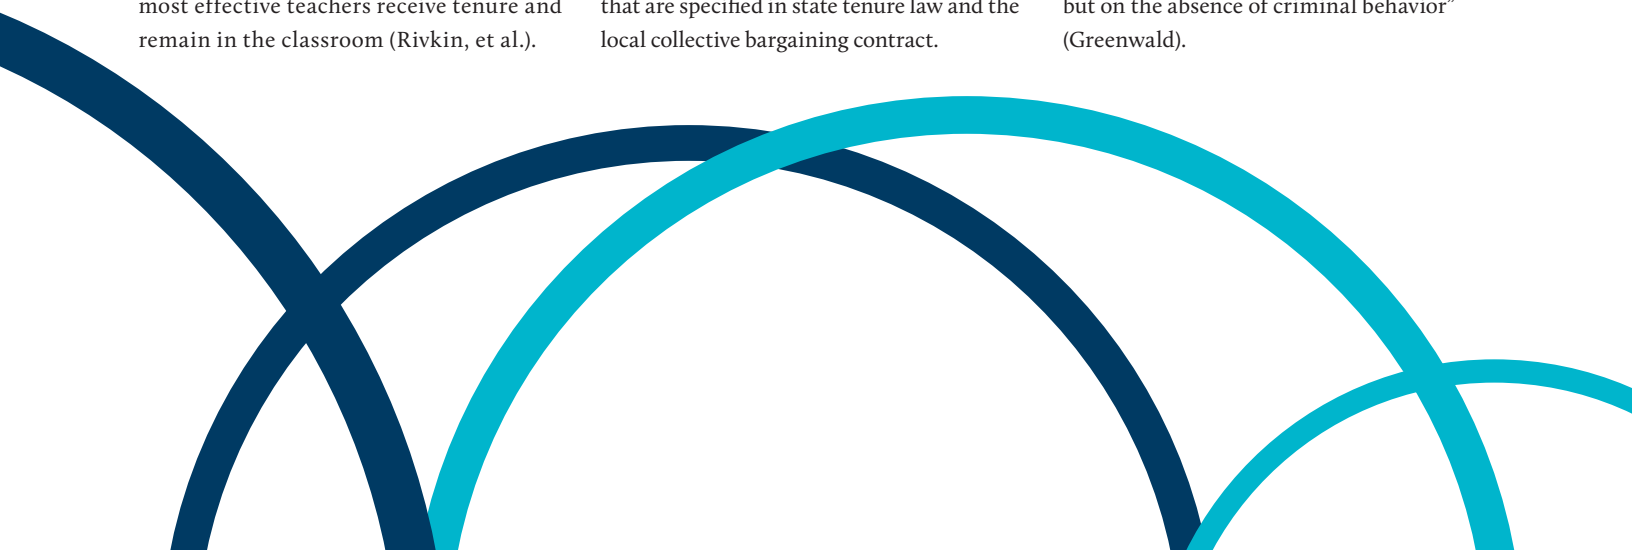 most effective teachers receive tenure and
remain in the classroom (Rivkin, et al.).
that are specified in state tenure law and the
local collective bargaining contract.
but on the absence of criminal behavior”
(Greenwald).